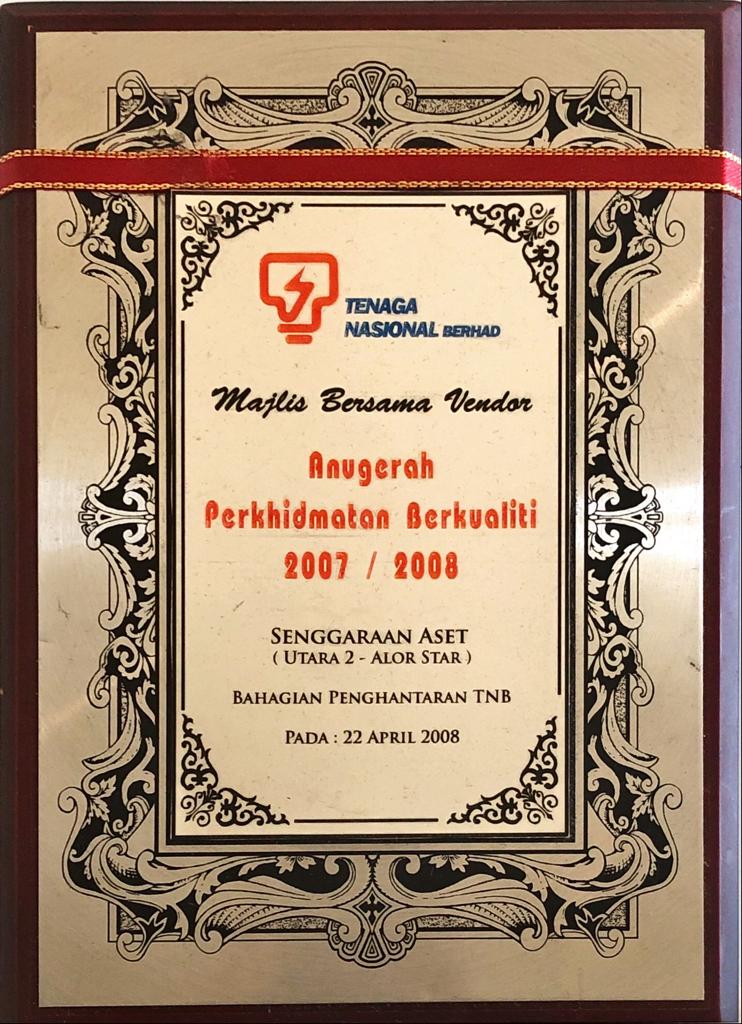 TENAGA
NASIONAL BERHAD
Majlis Bersama Vendor
Anugerah
Perkhidmatan Berkualiti
2007 / 2008
SENGGARAAN ASET
( UTARA 2 - ALOR STAR )
BAHAGIAN PENGHANTARAN TNB
PADA : 22 APRIL 2008